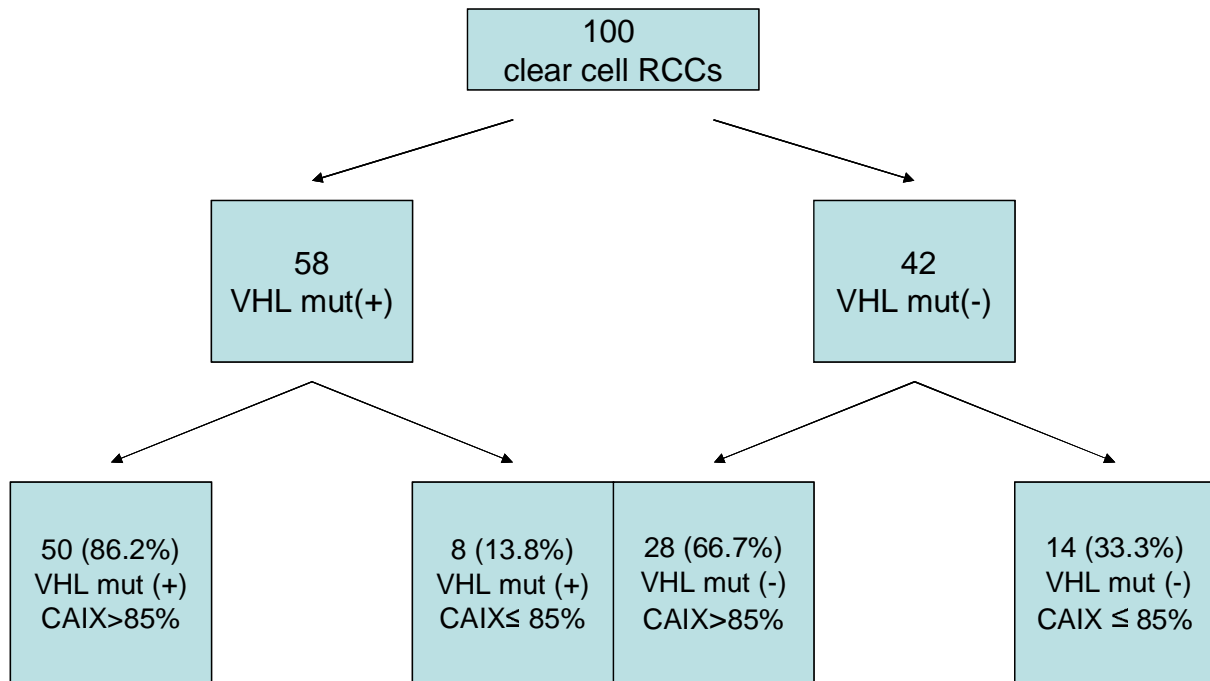 100
clear cell RCCs
58
VHL mut(+)
42
VHL mut(-)
50 (86.2%)
VHL mut (+)
CAIX>85%
8 (13.8%)
VHL mut (+)
CAIX≤ 85%
28 (66.7%)
VHL mut (-)
CAIX>85%
14 (33.3%)
VHL mut (-)
CAIX ≤ 85%